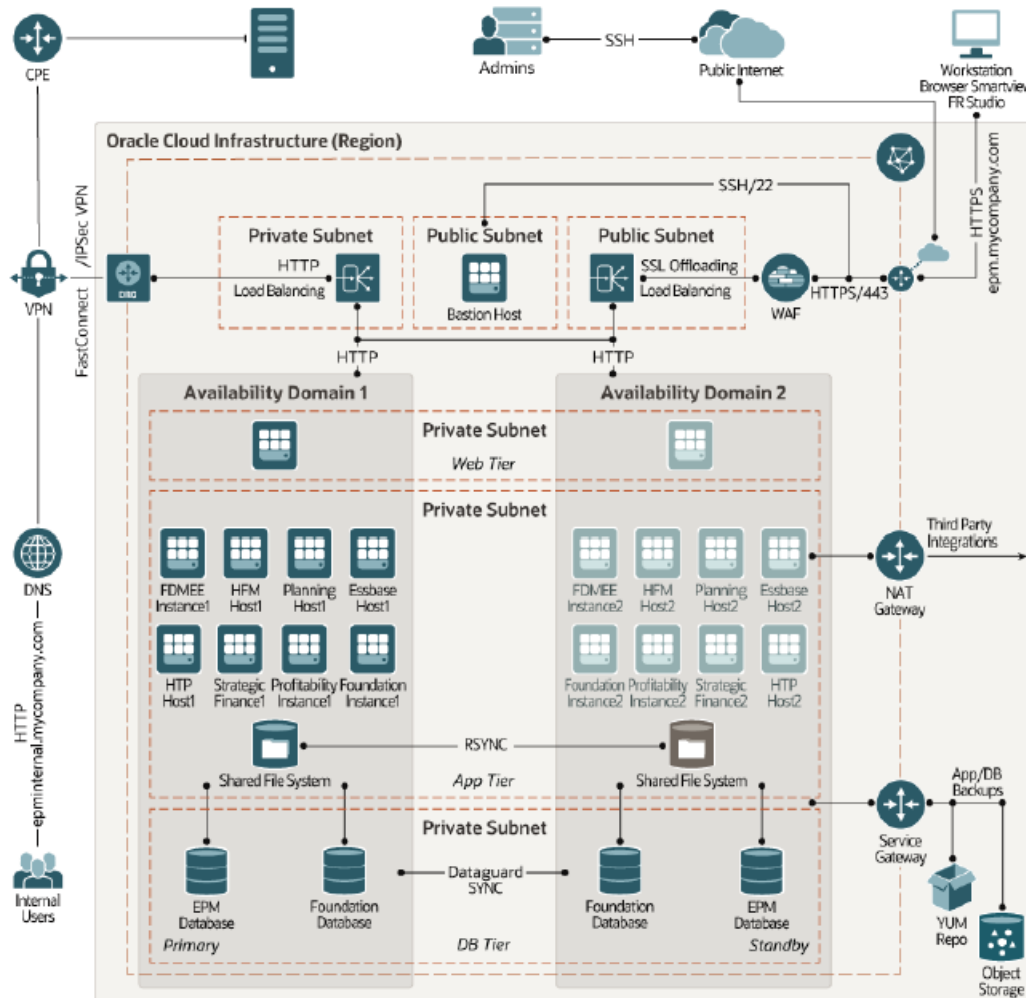 CPE
SSH
Admins
Public Internet
Workstation
Browser Smartview
FR Studio
Oracle Cloud Infrastructure (Region)
SSH/22
HTTPS
epm.mycompany.com
Private Subnet
HTTP
Load Balancing
Public Subnet
Bastion Host
Public Subnet
SSL Offloading
Load Balancing
WAF
HTTPS/443
VPN
FastConnect
/IPSec VPN
DRG
HTTP
HTTP
Availability Domain 1
Availability Domain 2
Private Subnet
Web Tier
Private Subnet
FDMEE
Instance1
HFM
Host1
Planning
Host1
Essbase
Host1
FDMEE
Instance2
HFM
Host2
Planning
Host2
Essbase
Host2
Third Party
Integrations
NAT
Gateway
DNS
HTP
Host1
Strategic
Finance1
Profitability
Instance1
Foundation
Instance1
Foundation
Instance2
Profitability
Instance2
Strategic
Finance2
HTP
Host2
HTTP
epminternal.mycompany.com
RSYNC
Shared File System
App Tier
Shared File System
App/DB
Backups
Service
Gateway
Private Subnet
Dataguard
SYNC
EPM
Database
Foundation
Database
Foundation
Database
EPM
Database
Primary
DB Tier
Standby
Internal
Users
YUM
Repo
Object
Storage